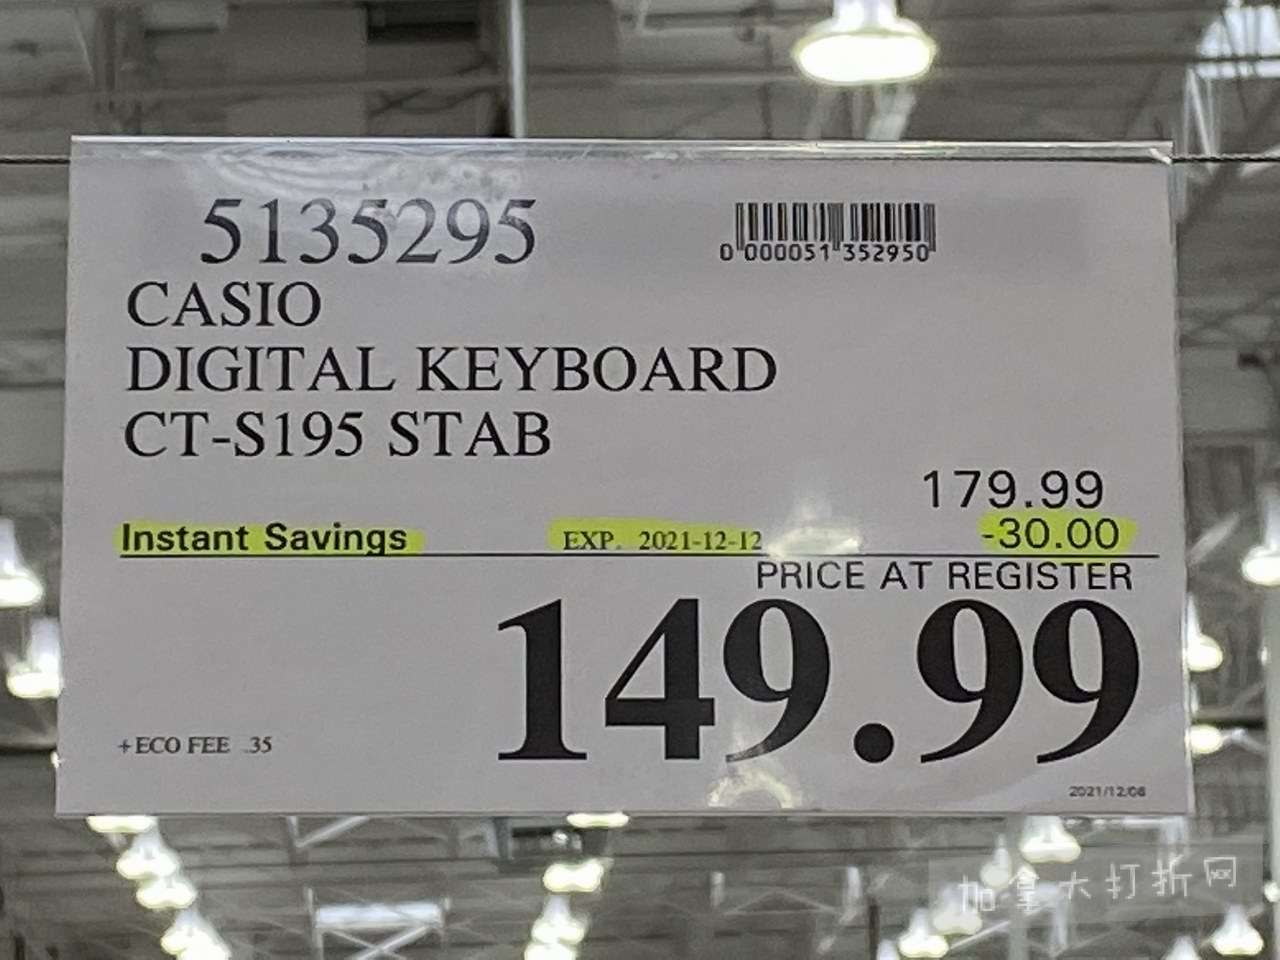 5135295
0 000051 352950
CASIO
DIGITAL KEYBOARD
CT-S195 STAB
179.99
Instant Savings EXP. 2021-12-12 -30.00
PRICE AT REGISTER
149.99
+ECO FEE .35
2021/12/06
加拿大打折网